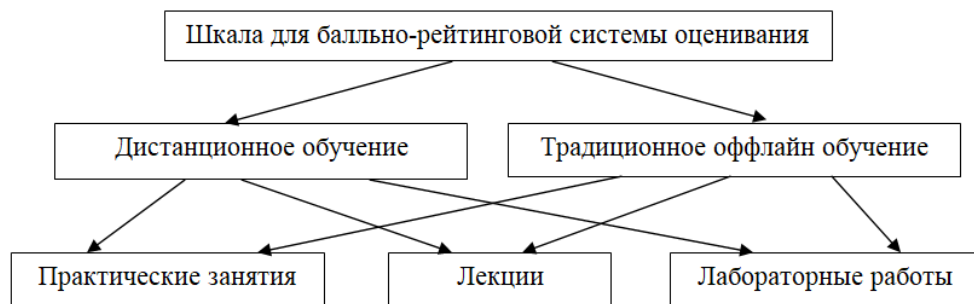 Шкала для балльно-рейтинговой системы оценивания
Дистанционное обучение
Традиционное оффлайн обучение
Практические занятия
Лекции
Лабораторные работы